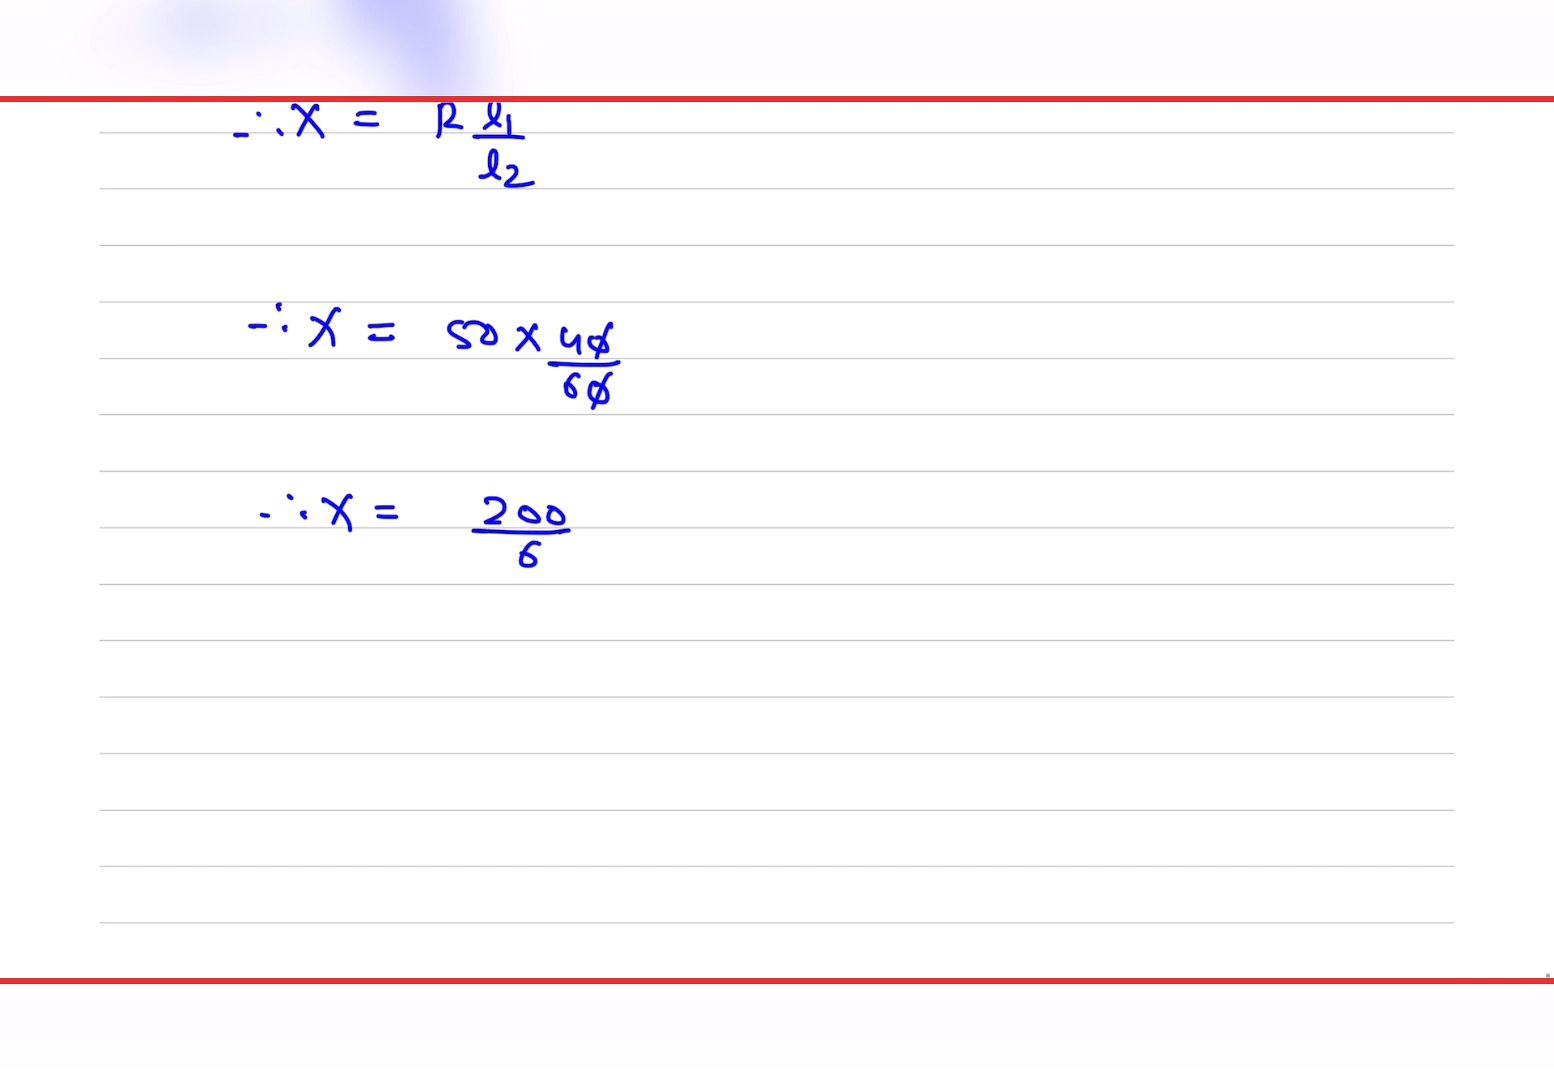 ∴ X = R l1/l2
∴ X = 50 × 40/60
∴ X = 200/6